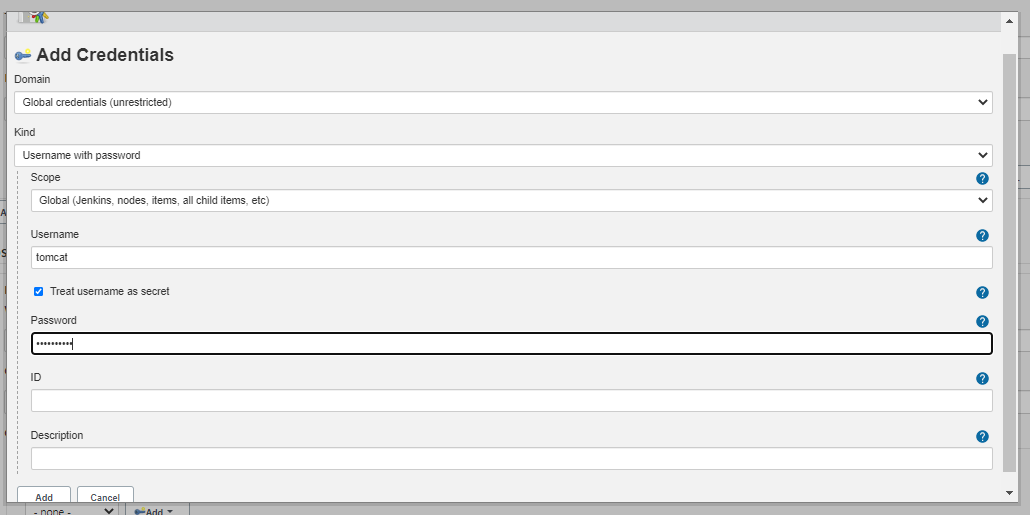 Add Credentials
Domain
Global credentials (unrestricted)
Kind
Username with password
Scope
Global (Jenkins, nodes, items, all child items, etc)
Username
tomcat
Treat username as secret
Password
••••••••••
ID
Description
Add Cancel
- none - Add